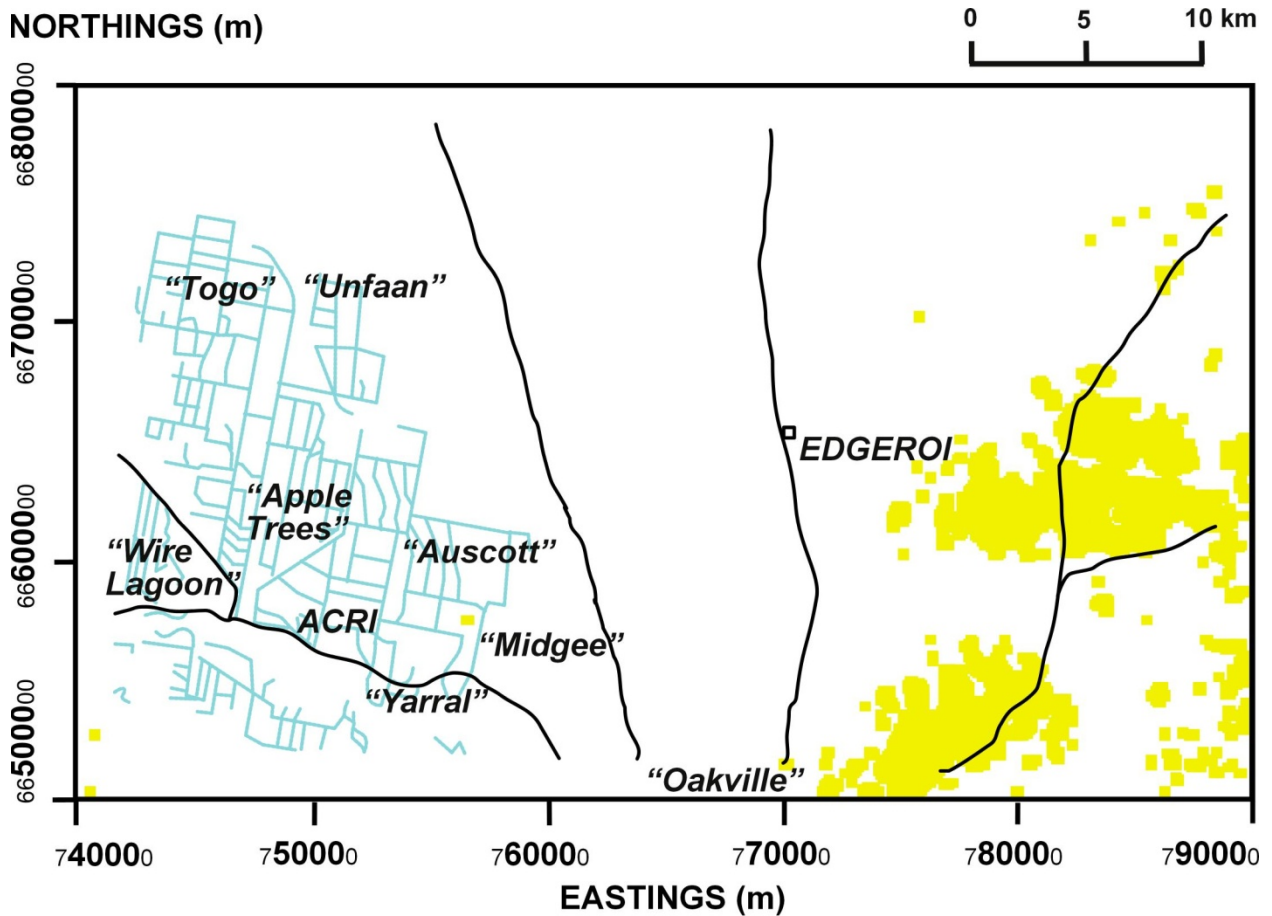 NORTHINGS (m)
0 5 10 km
6680000
6670000
6660000
6650000
“Togo” “Unfaan”
EDGEROI
“Apple
Trees”
“Auscott”
“Wire
Lagoon”
ACRI
“Midgee”
“Yarral”
“Oakville”
740000 750000 760000 770000 780000 790000
EASTINGS (m)